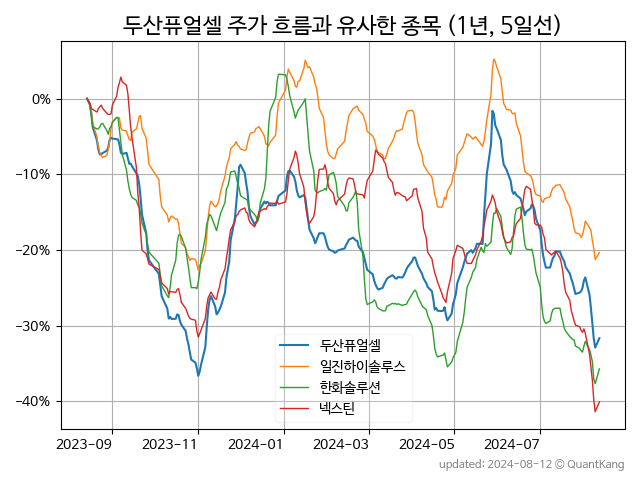 두산퓨얼셀 주가 흐름과 유사한 종목 (1년, 5일선)
0%
-10%
-20%
-30%
-40%
두산퓨얼셀
일진하이솔루스
한화솔루션
넥스틴
2023-09 2023-11 2024-01 2024-03 2024-05 2024-07
updated: 2024-08-12 © QuantKang